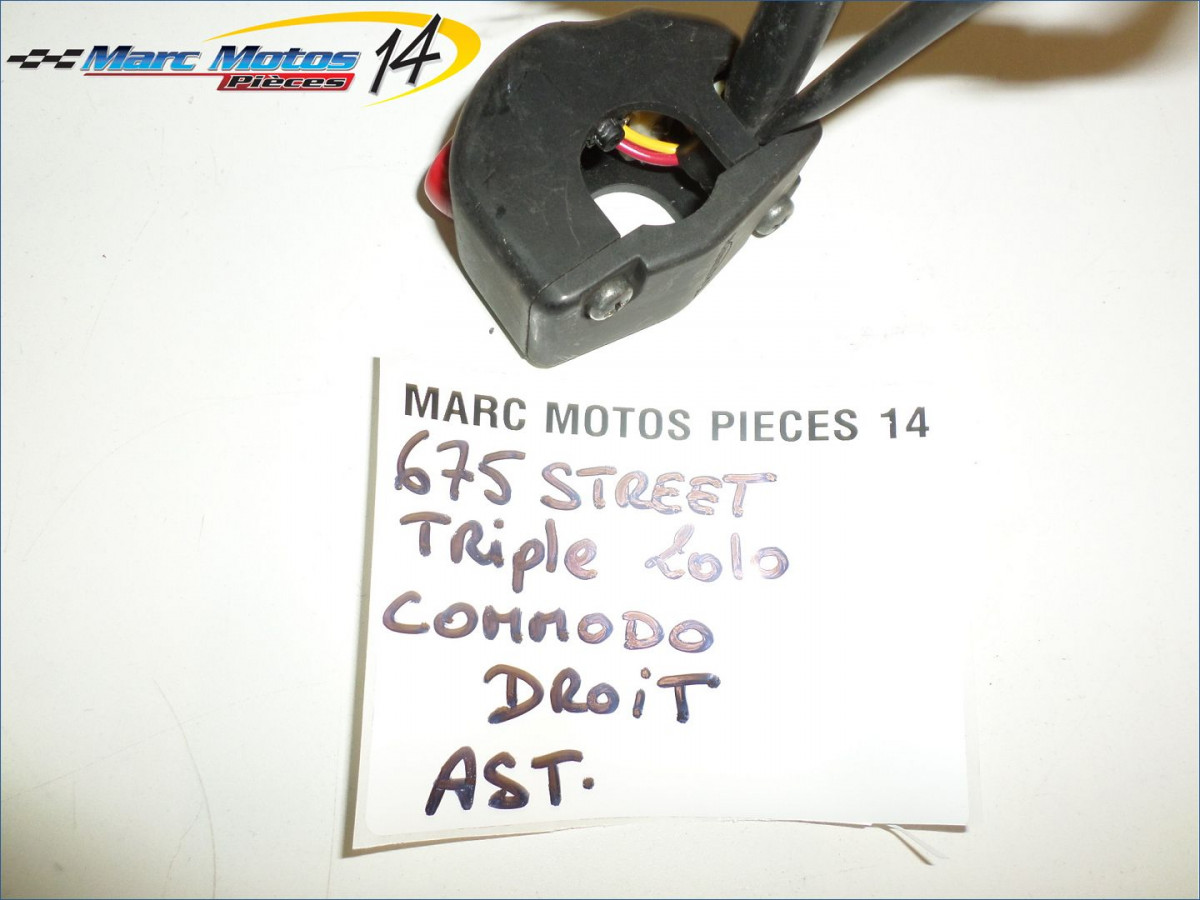 Marc Motos 14
Pièces
MARC MOTOS PIECES 14
675 STREET
TRiple 2010
COMMODO
DROiT
AST.